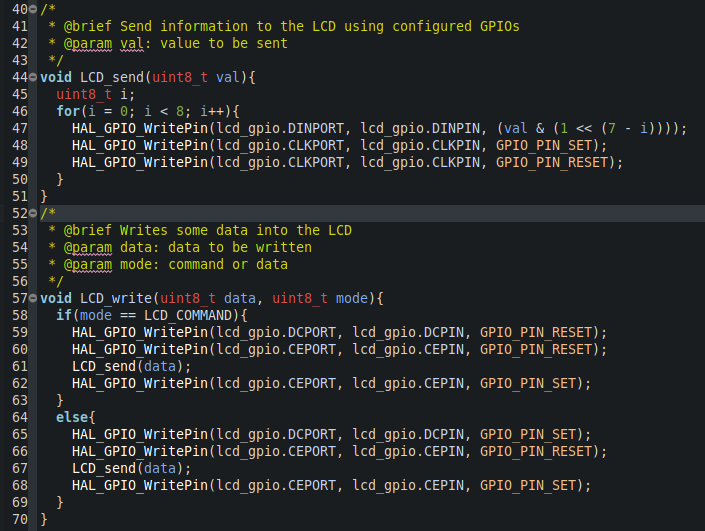 40 /*
41  * @brief Send information to the LCD using configured GPIOs
42  * @param val: value to be sent
43  */
44 void LCD_send(uint8_t val){
45   uint8_t i;
46   for(i = 0; i < 8; i++){
47     HAL_GPIO_WritePin(lcd_gpio.DINPORT, lcd_gpio.DINPIN, (val & (1 << (7 - i))));
48     HAL_GPIO_WritePin(lcd_gpio.CLKPORT, lcd_gpio.CLKPIN, GPIO_PIN_SET);
49     HAL_GPIO_WritePin(lcd_gpio.CLKPORT, lcd_gpio.CLKPIN, GPIO_PIN_RESET);
50   }
51 }
52 /*
53  * @brief Writes some data into the LCD
54  * @param data: data to be written
55  * @param mode: command or data
56  */
57 void LCD_write(uint8_t data, uint8_t mode){
58   if(mode == LCD_COMMAND){
59     HAL_GPIO_WritePin(lcd_gpio.DCPORT, lcd_gpio.DCPIN, GPIO_PIN_RESET);
60     HAL_GPIO_WritePin(lcd_gpio.CEPORT, lcd_gpio.CEPIN, GPIO_PIN_RESET);
61     LCD_send(data);
62     HAL_GPIO_WritePin(lcd_gpio.CEPORT, lcd_gpio.CEPIN, GPIO_PIN_SET);
63   }
64   else{
65     HAL_GPIO_WritePin(lcd_gpio.DCPORT, lcd_gpio.DCPIN, GPIO_PIN_SET);
66     HAL_GPIO_WritePin(lcd_gpio.CEPORT, lcd_gpio.CEPIN, GPIO_PIN_RESET);
67     LCD_send(data);
68     HAL_GPIO_WritePin(lcd_gpio.CEPORT, lcd_gpio.CEPIN, GPIO_PIN_SET);
69   }
70 }